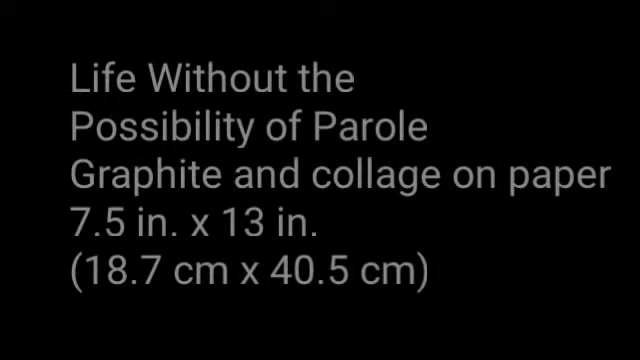 Life Without the
Possibility of Parole
Graphite and collage on paper
7.5 in. x 13 in.
(18.7 cm x 40.5 cm)